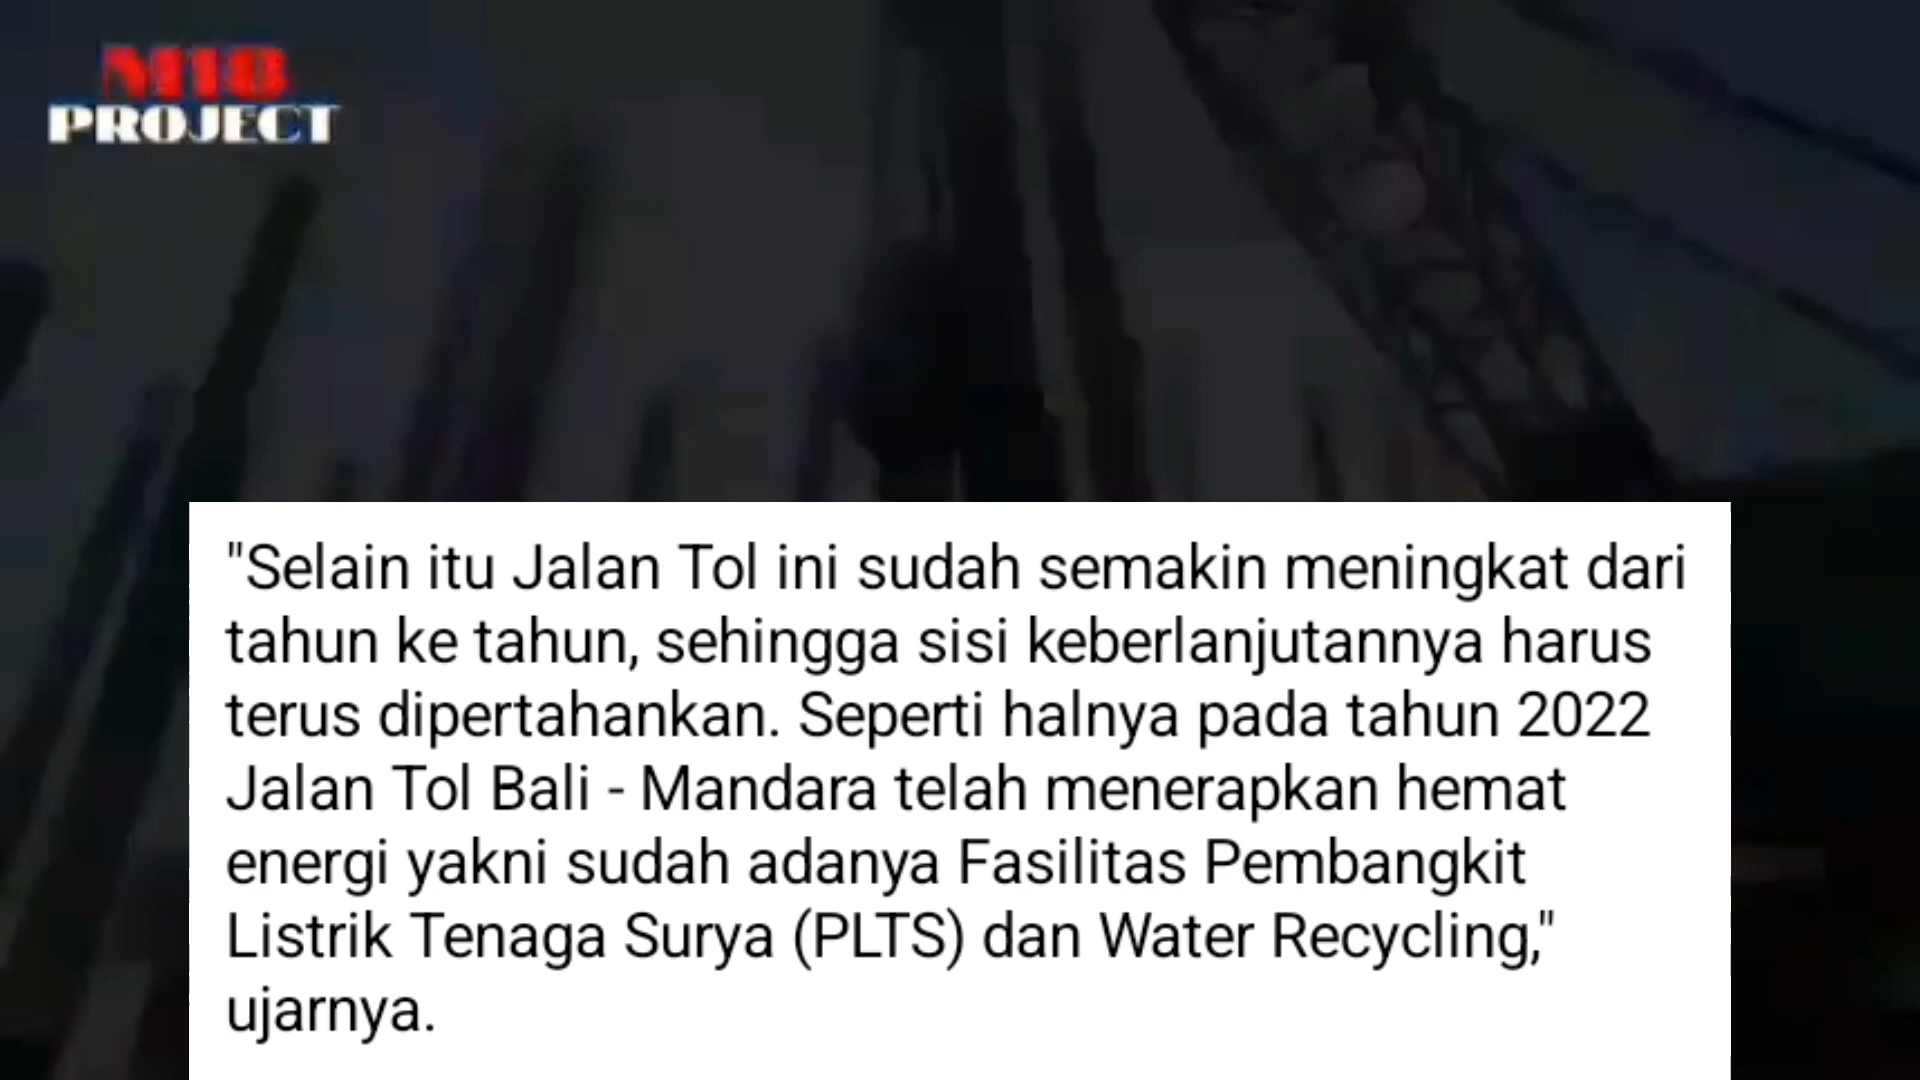 M18
PROJECT
"Selain itu Jalan Tol ini sudah semakin meningkat dari
tahun ke tahun, sehingga sisi keberlanjutannya harus
terus dipertahankan. Seperti halnya pada tahun 2022
Jalan Tol Bali - Mandara telah menerapkan hemat
energi yakni sudah adanya Fasilitas Pembangkit
Listrik Tenaga Surya (PLTS) dan Water Recycling,"
ujarnya.